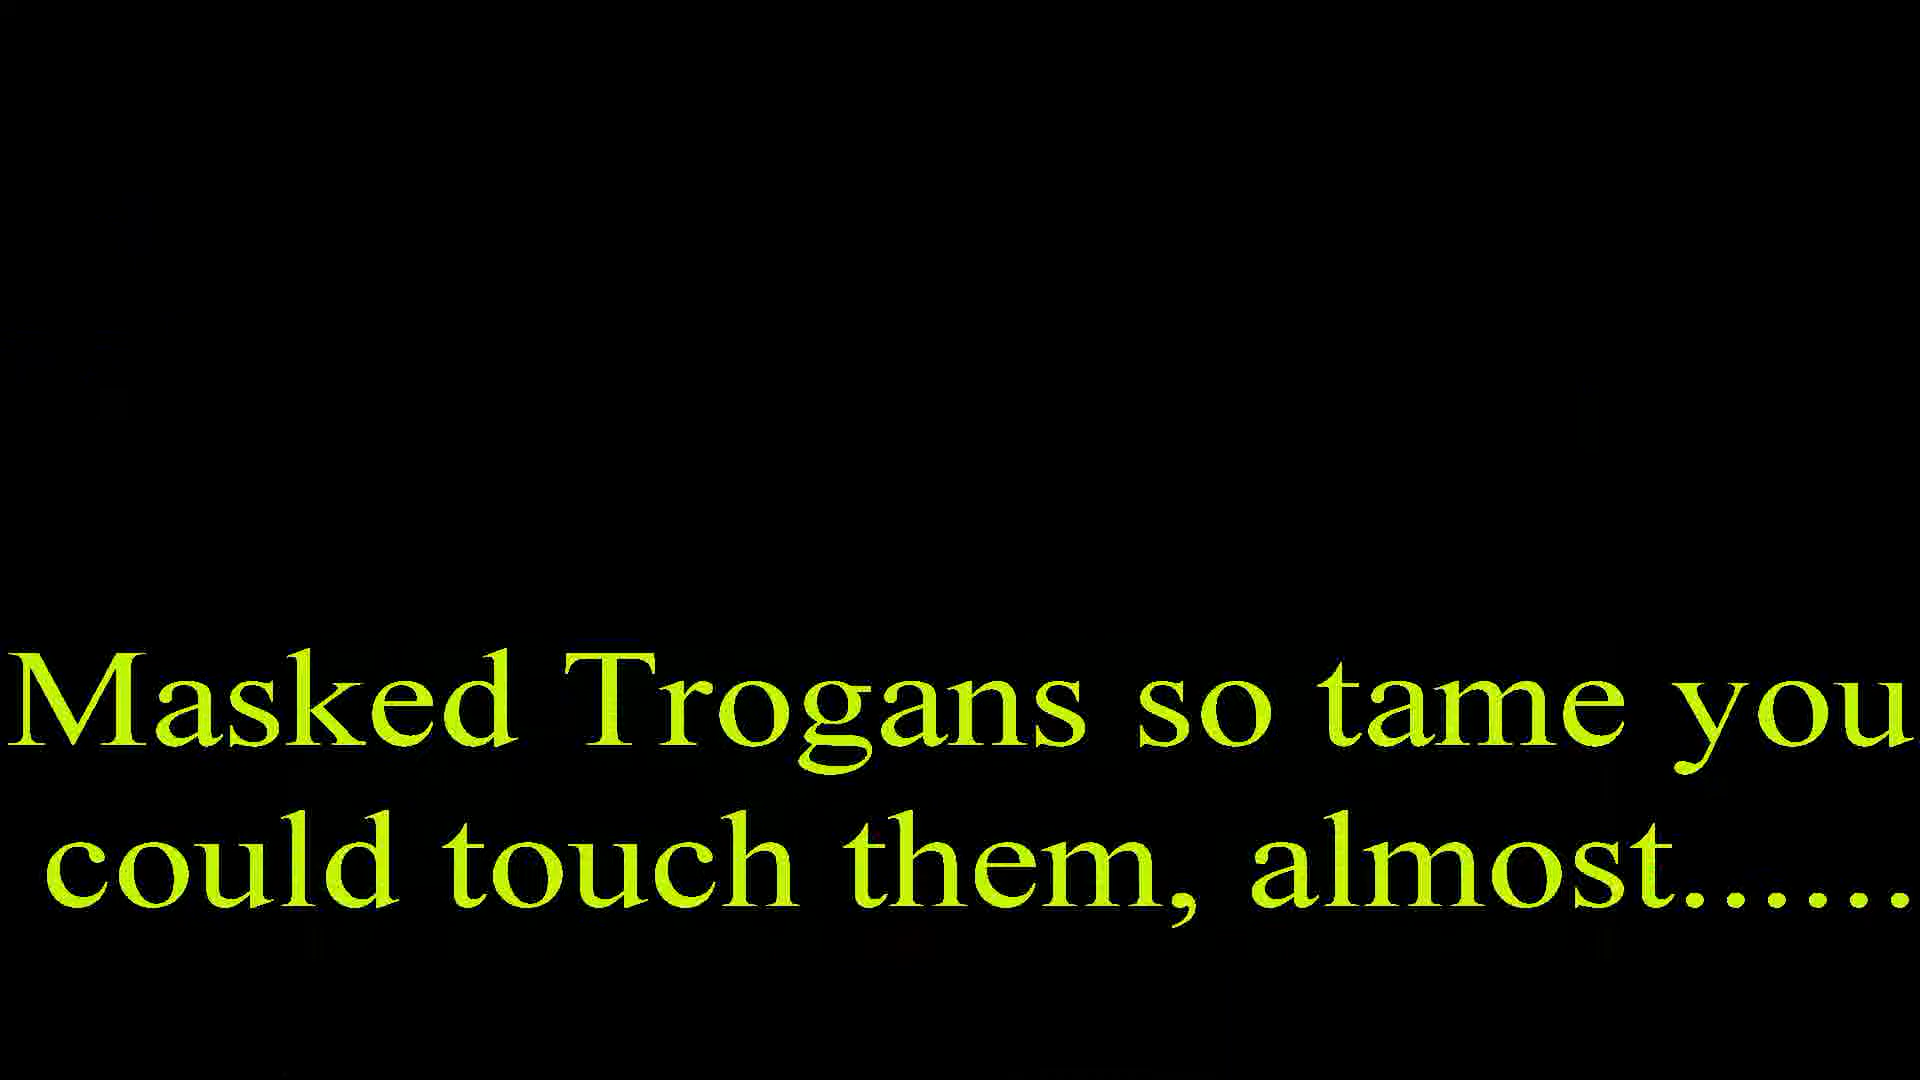 Masked Trogans so tame you
could touch them, almost......